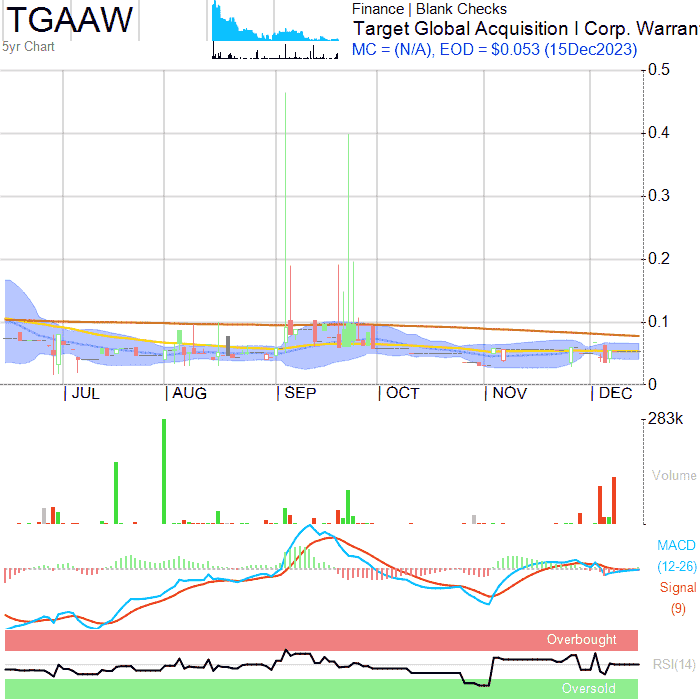 TGAAW
5yr Chart
Finance | Blank Checks
Target Global Acquisition I Corp. Warran
MC = (N/A), EOD = $0.053 (15Dec2023)
0.5
0.4
0.3
0.2
0.1
0
JUL AUG SEP OCT NOV DEC
283k
Volume
MACD
(12-26)
Signal
(9)
Overbought
RSI(14)
Oversold